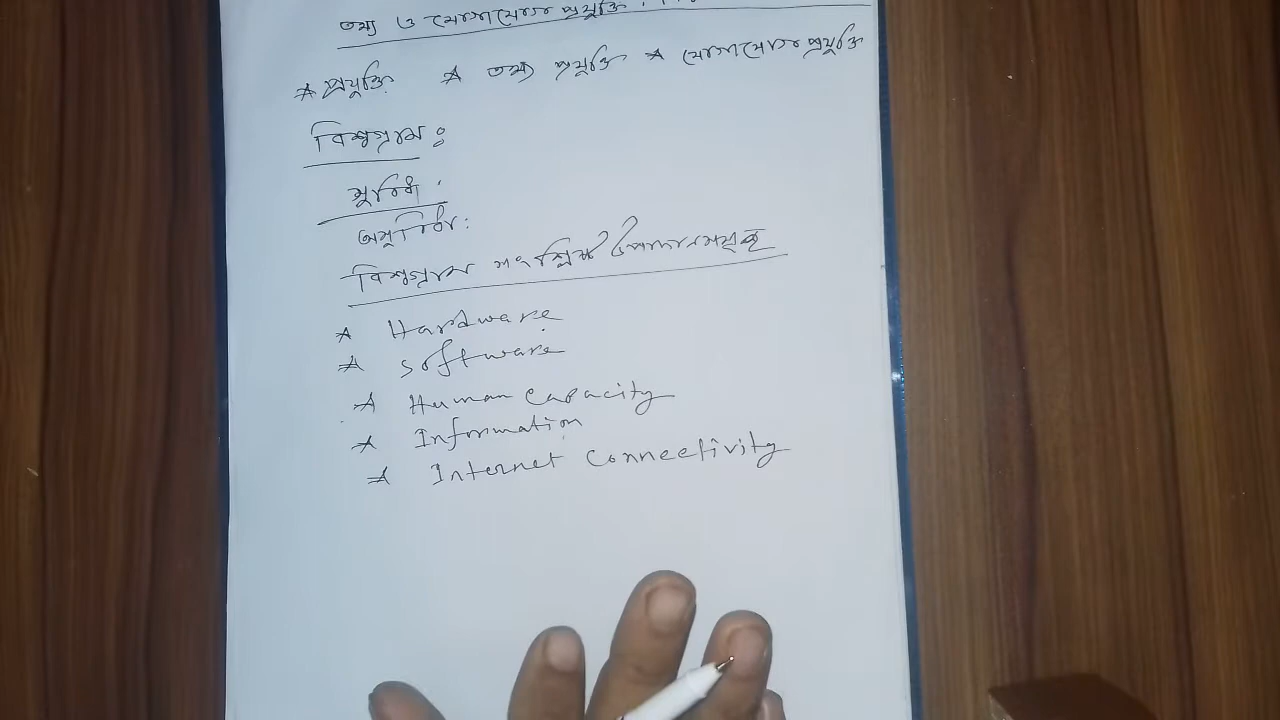 তথ্য ও যোগাযোগ প্রযুক্তি :
* প্রযুক্তি * তথ্য প্রযুক্তি * যোগাযোগ প্রযুক্তি
বিশ্বগ্রাম :
সুবিধা :
অসুবিধা :
বিশ্বগ্রাম সংশ্লিষ্ট উপাদানসমূহ
* Hardware
* Software
* Human Capacity
* Information
* Internet Connectivity